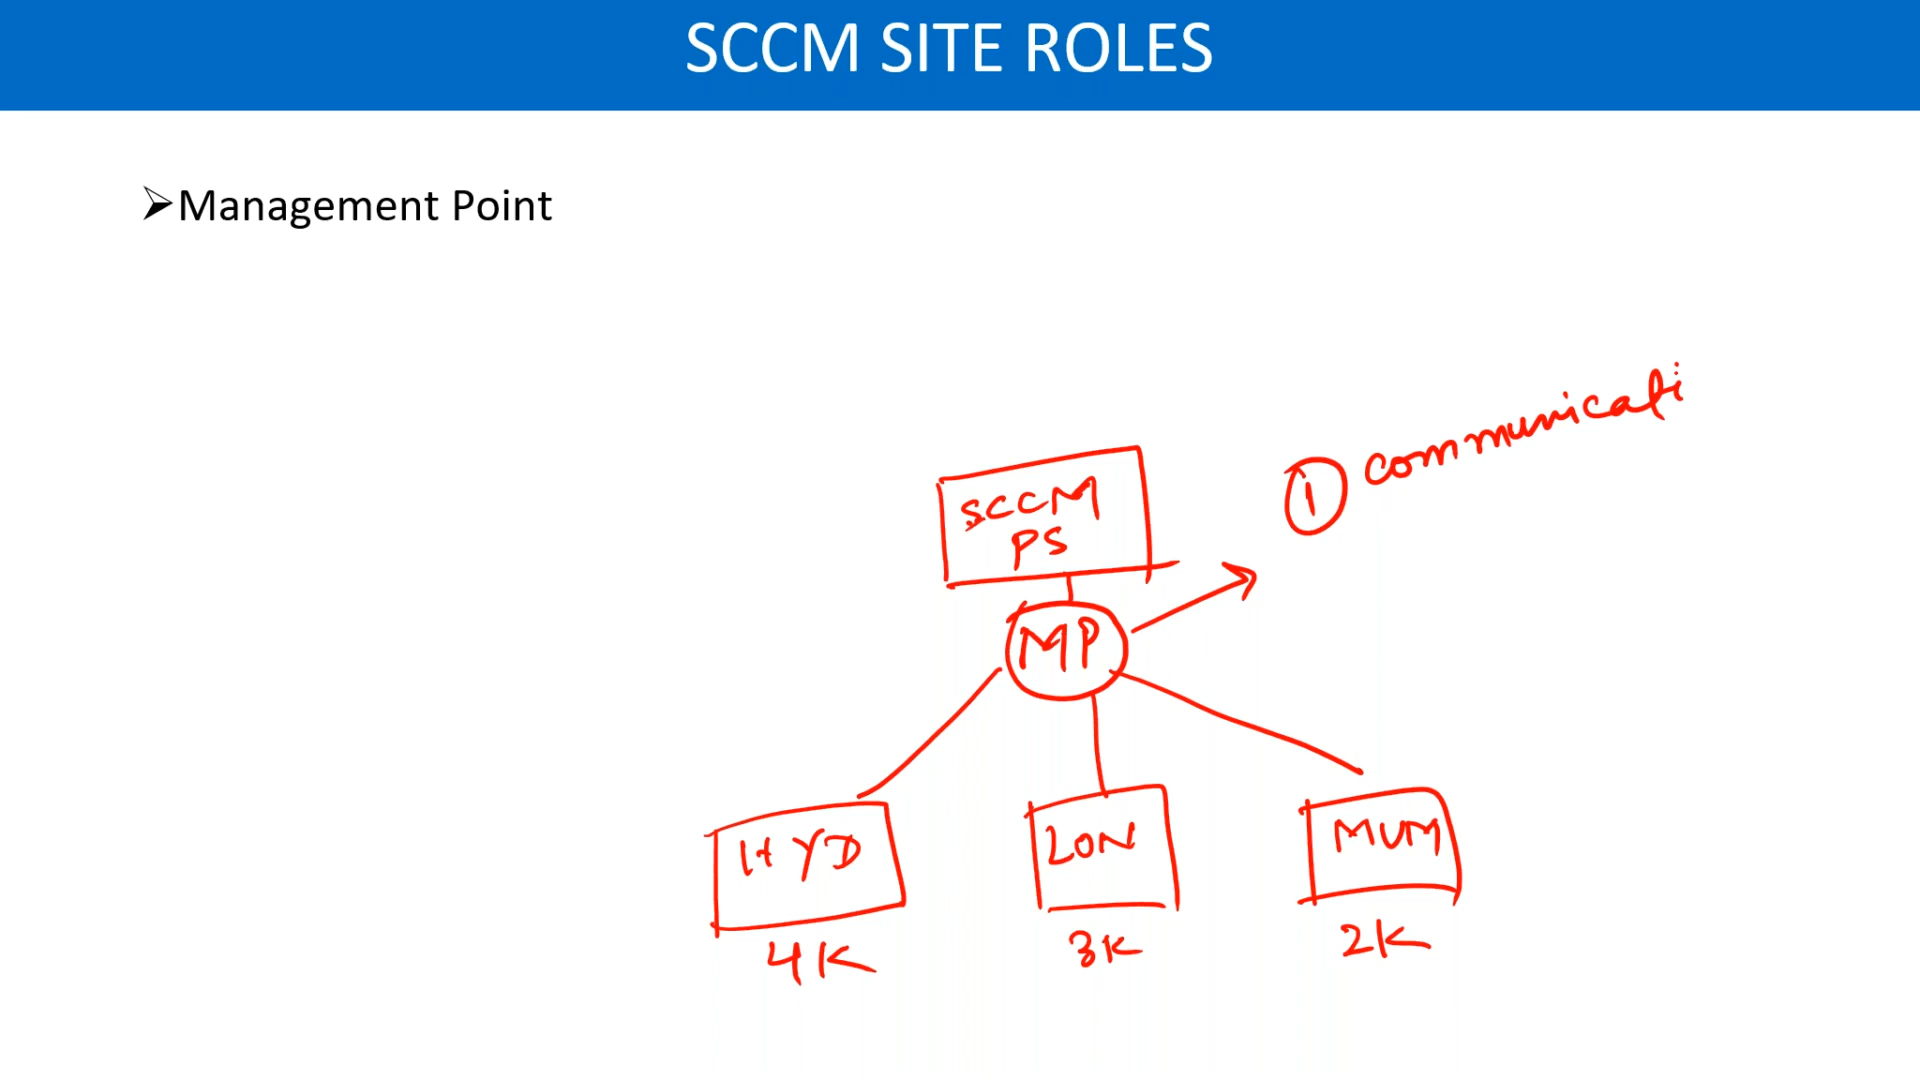 SCCM SITE ROLES
➢Management Point
① communicati
SCCM
PS
MP
HYD
LON
MUM
4K
3K
2K